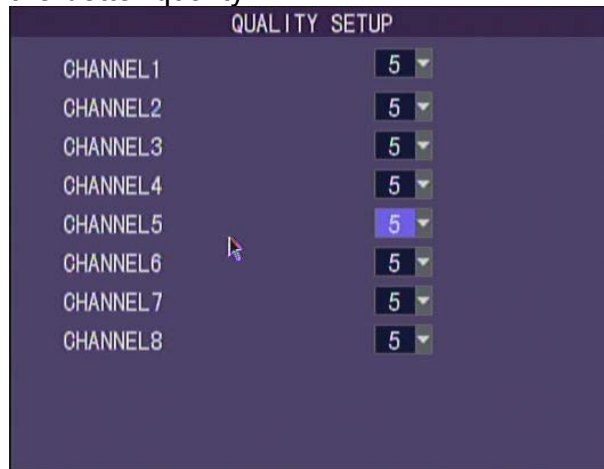 QUALITY SETUP
CHANNEL1 5
CHANNEL2 5
CHANNEL3 5
CHANNEL4 5
CHANNEL5 5
CHANNEL6 5
CHANNEL7 5
CHANNEL8 5